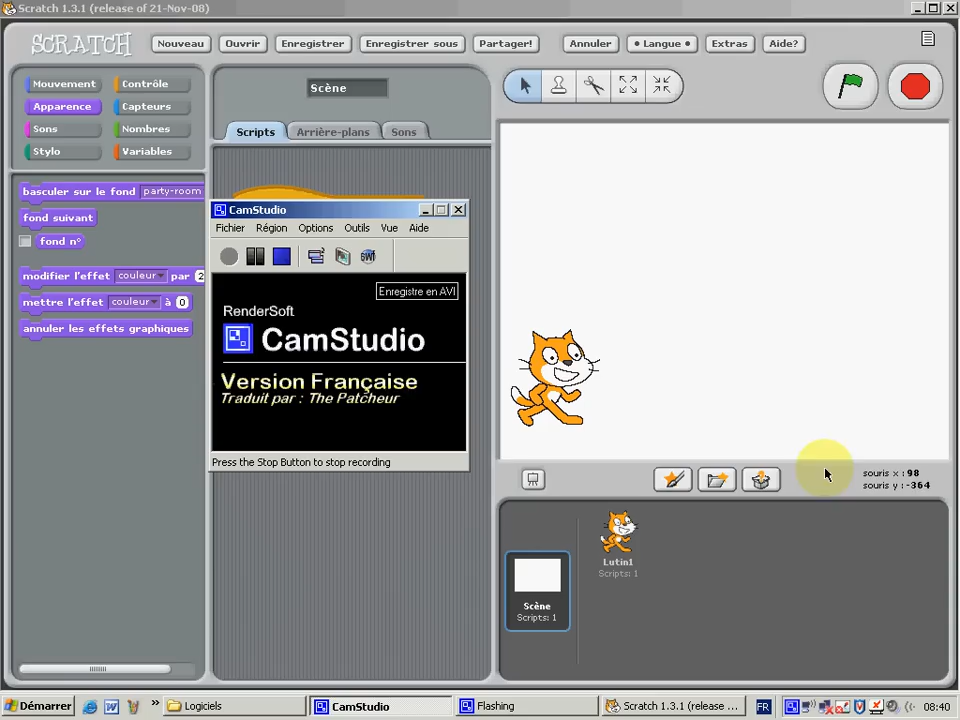 Scratch 1.3.1 (release of 21-Nov-08)
SCRATCH
Nouveau
Ouvrir
Enregistrer
Enregistrer sous
Partager!
Annuler
• Langue •
Extras
Aide?
Mouvement
Contrôle
Apparence
Capteurs
Sons
Nombres
Stylo
Variables
Scène
Scripts
Arrière-plans
Sons
basculer sur le fond party-room
fond suivant
fond n°
modifier l'effet couleur par 2
mettre l'effet couleur à 0
annuler les effets graphiques
CamStudio
Fichier Région Options Outils Vue Aide
Enregistre en AVI
RenderSoft
CamStudio
Version Française
Traduit par : The Patcheur
Press the Stop Button to stop recording
souris x : 98
souris y : -364
Lutin1
Scripts: 1
Scène
Scripts: 1
Démarrer
Logiciels
CamStudio
Flashing
Scratch 1.3.1 (release ...
FR
08:40